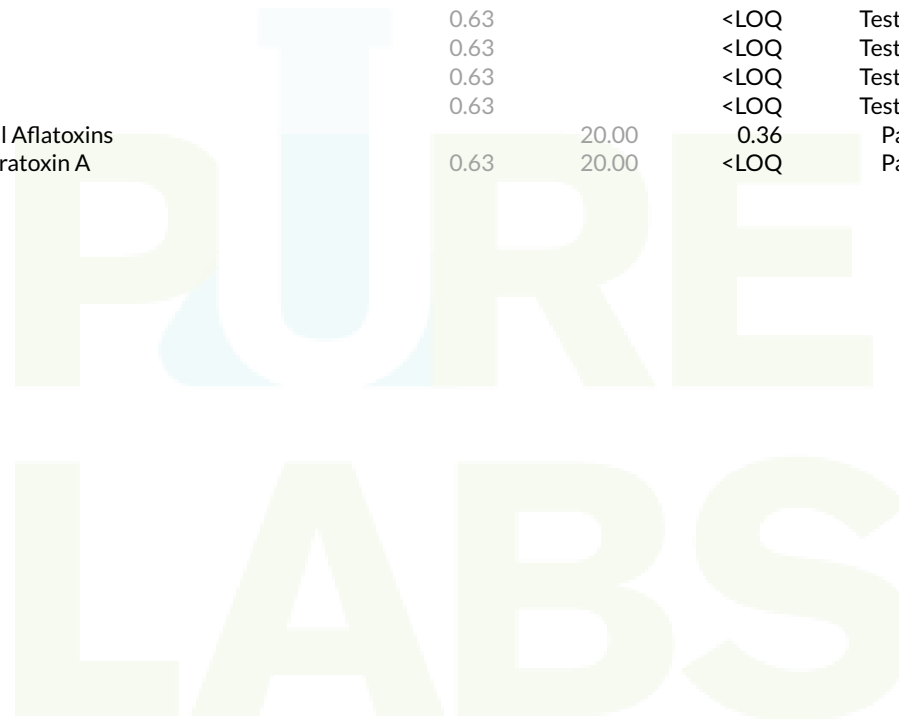 0.63 <LOQ Test
0.63 <LOQ Test
0.63 <LOQ Test
0.63 <LOQ Test
l Aflatoxins 20.00 0.36 Pa
ratoxin A 0.63 20.00 <LOQ Pa
PURE
LABS